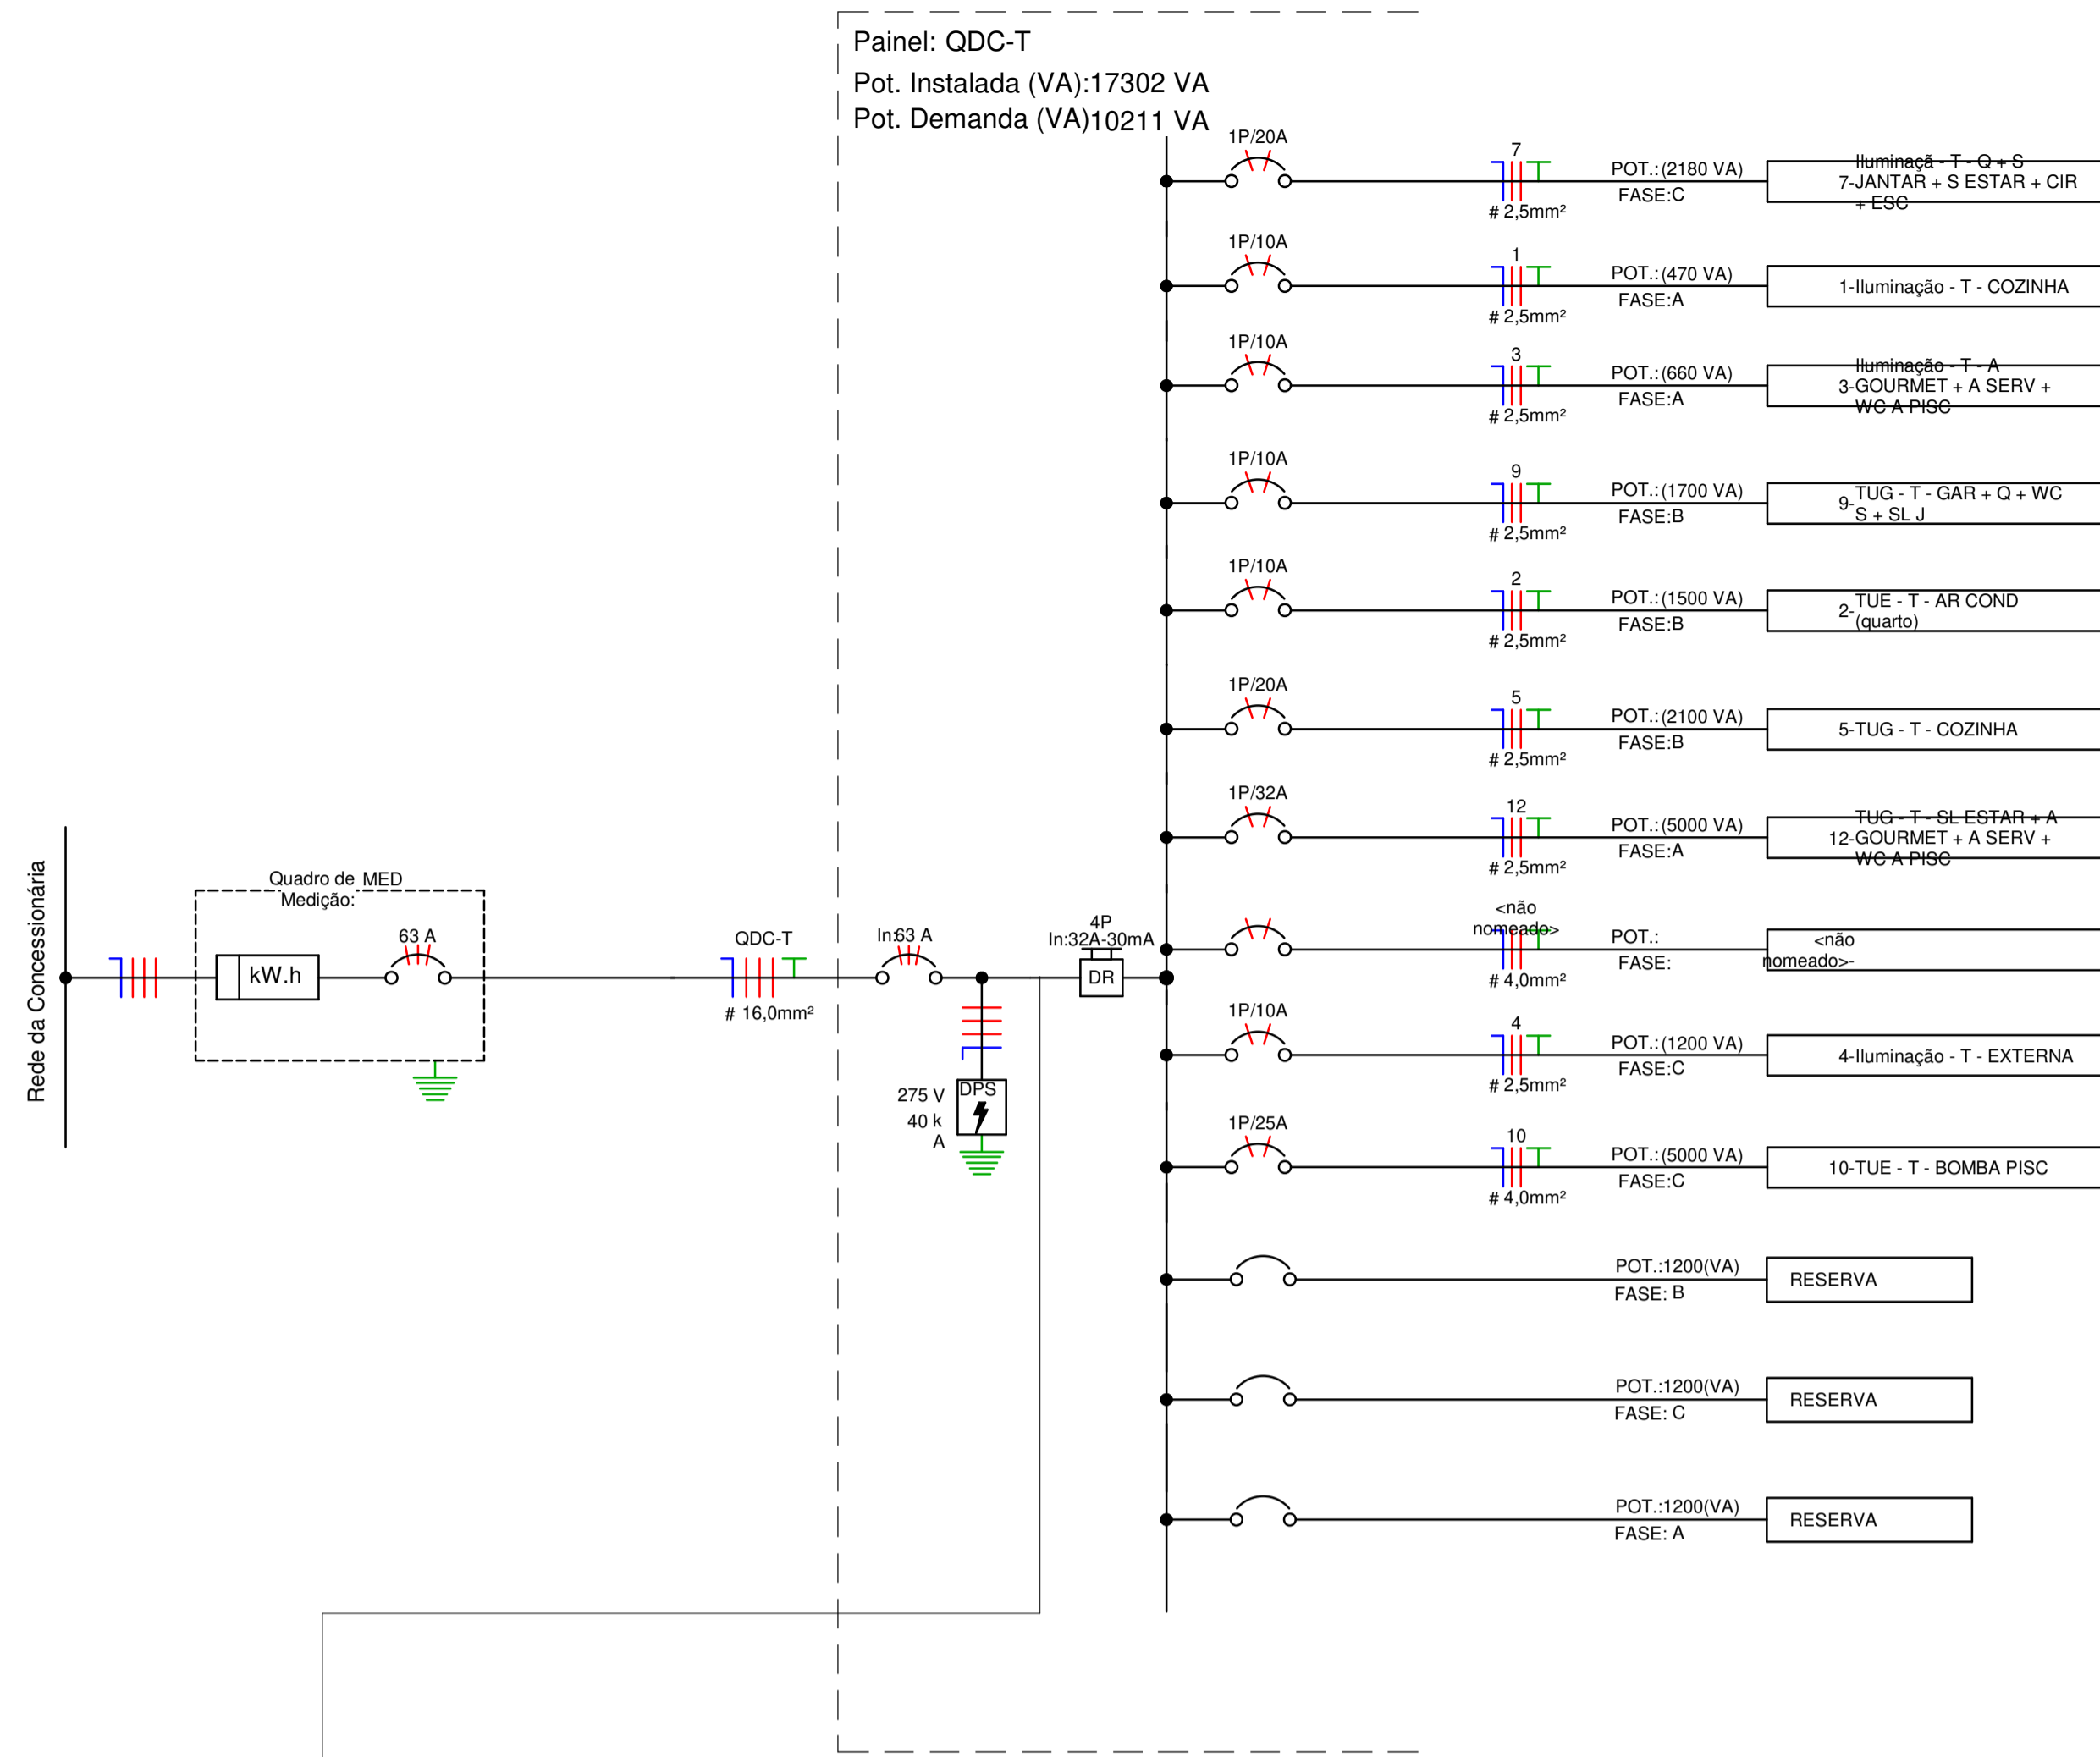 Painel: QDC-T
Pot. Instalada (VA):17302 VA
Pot. Demanda (VA)10211 VA
1P/20A
7
# 2,5mm²
POT.:(2180 VA)
FASE:C
Iluminaçã - T - Q + S
7-JANTAR + S ESTAR + CIR
+ ESC
1P/10A
1
# 2,5mm²
POT.:(470 VA)
FASE:A
1-Iluminação - T - COZINHA
1P/10A
3
# 2,5mm²
POT.:(660 VA)
FASE:A
Iluminação - T - A
3-GOURMET + A SERV +
WC A PISC
1P/10A
9
# 2,5mm²
POT.:(1700 VA)
FASE:B
9-TUG - T - GAR + Q + WC
S + SL J
1P/10A
2
# 2,5mm²
POT.:(1500 VA)
FASE:B
2-TUE - T - AR COND
(quarto)
1P/20A
5
# 2,5mm²
POT.:(2100 VA)
FASE:B
5-TUG - T - COZINHA
1P/32A
12
# 2,5mm²
POT.:(5000 VA)
FASE:A
TUG - T - SL ESTAR + A
12-GOURMET + A SERV +
WC A PISC
<não
nomeado>
# 4,0mm²
POT.:
FASE:
<não
nomeado>-
1P/10A
4
# 2,5mm²
POT.:(1200 VA)
FASE:C
4-Iluminação - T - EXTERNA
1P/25A
10
# 4,0mm²
POT.:(5000 VA)
FASE:C
10-TUE - T - BOMBA PISC
POT.:1200(VA)
FASE: B
RESERVA
POT.:1200(VA)
FASE: C
RESERVA
POT.:1200(VA)
FASE: A
RESERVA
Rede da Concessionária
Quadro de MED
Medição:
kW.h
63 A
QDC-T
# 16,0mm²
In:63 A
4P
In:32A-30mA
DR
DPS
275 V
40 k
A